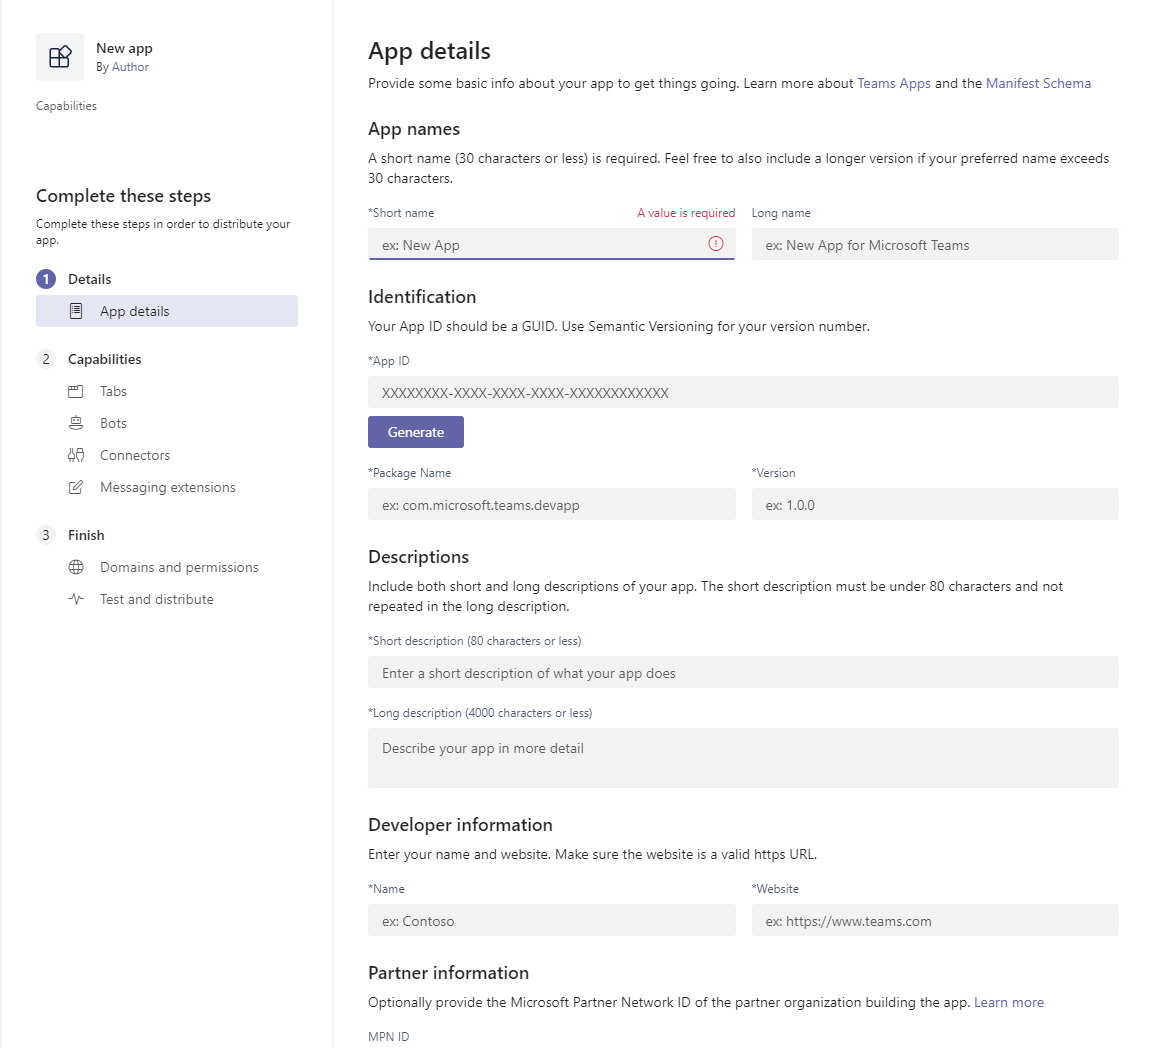 New app
By Author
Capabilities
Complete these steps
Complete these steps in order to distribute your
app.
1 Details
App details
2 Capabilities
Tabs
Bots
Connectors
Messaging extensions
3 Finish
Domains and permissions
Test and distribute
App details
Provide some basic info about your app to get things going. Learn more about Teams Apps and the Manifest Schema
App names
A short name (30 characters or less) is required. Feel free to also include a longer version if your preferred name exceeds
30 characters.
*Short name A value is required Long name
ex: New App ex: New App for Microsoft Teams
Identification
Your App ID should be a GUID. Use Semantic Versioning for your version number.
*App ID
XXXXXXXX-XXXX-XXXX-XXXX-XXXXXXXXXXXX
Generate
*Package Name *Version
ex: com.microsoft.teams.devapp ex: 1.0.0
Descriptions
Include both short and long descriptions of your app. The short description must be under 80 characters and not
repeated in the long description.
*Short description (80 characters or less)
Enter a short description of what your app does
*Long description (4000 characters or less)
Describe your app in more detail
Developer information
Enter your name and website. Make sure the website is a valid https URL.
*Name *Website
ex: Contoso ex: https://www.teams.com
Partner information
Optionally provide the Microsoft Partner Network ID of the partner organization building the app. Learn more
MPN ID